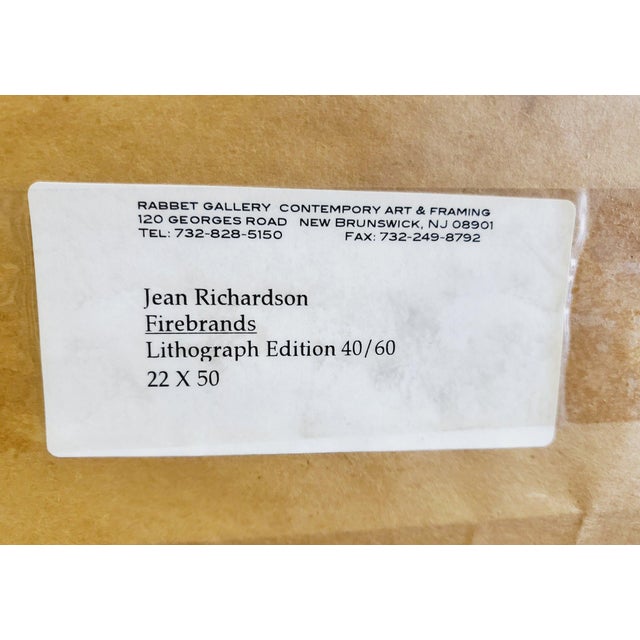 RABBET GALLERY CONTEMPORY ART & FRAMING
120 GEORGES ROAD NEW BRUNSWICK, NJ 08901
TEL: 732-828-5150 FAX: 732-249-8792
Jean Richardson
Firebrands
Lithograph Edition 40/60
22 X 50